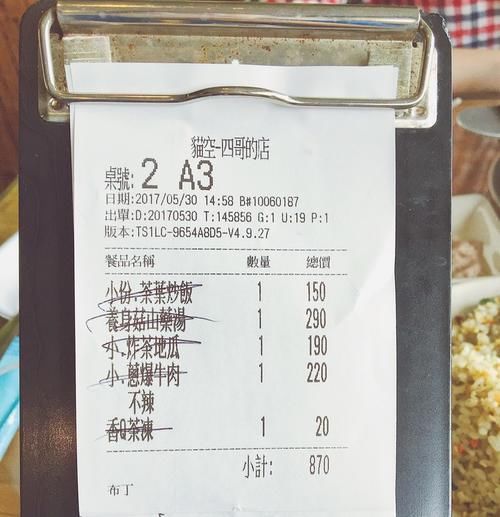 貓空-四哥的店
桌號: 2 A3
日期:2017/05/30 14:58 B#10060187
出單:D:20170530 T:145856 G:1 U:19 P:1
版本:TS1LC-9654A8D5-V4.9.27
餐品名稱 數量 總價
小份.茶葉炒飯 1 150
養身菇山藥湯 1 290
小.炸茶地瓜 1 190
小.蔥爆牛肉 1 220
不辣
香Q茶凍 1 20
小計: 870
布丁